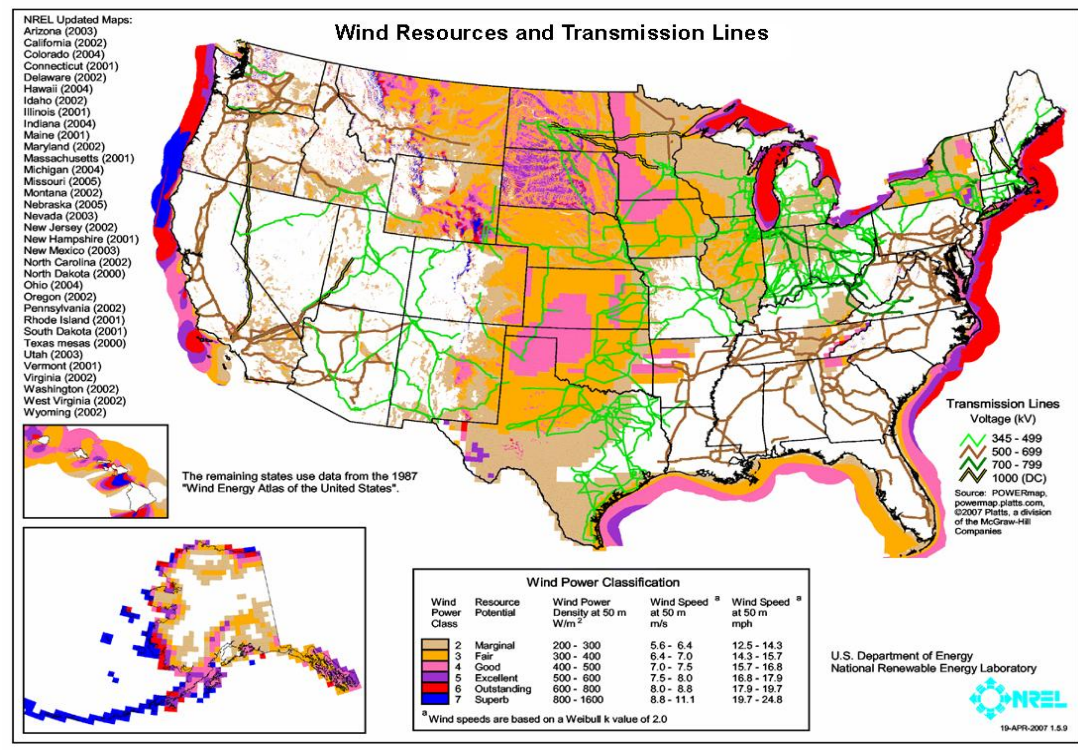 Wind Resources and Transmission Lines
NREL Updated Maps:
Arizona (2003)
California (2002)
Colorado (2004)
Connecticut (2001)
Delaware (2002)
Hawaii (2004)
Idaho (2002)
Illinois (2001)
Indiana (2004)
Maine (2001)
Maryland (2002)
Massachusetts (2001)
Michigan (2004)
Missouri (2005)
Montana (2002)
Nebraska (2005)
Nevada (2003)
New Jersey (2002)
New Hampshire (2001)
New Mexico (2003)
North Carolina (2002)
North Dakota (2000)
Ohio (2004)
Oregon (2002)
Pennsylvania (2002)
Rhode Island (2001)
South Dakota (2001)
Texas mesas (2000)
Utah (2003)
Vermont (2001)
Virginia (2002)
Washington (2002)
West Virginia (2002)
Wyoming (2002)
The remaining states use data from the 1987
"Wind Energy Atlas of the United States".
Transmission Lines
Voltage (kV)
345 - 499
500 - 699
700 - 799
1000 (DC)
Source: POWERmap,
powermap.platts.com,
©2007 Platts, a division
of the McGraw-Hill
Companies
Wind Power Classification
Wind Resource Wind Power Wind Speed a Wind Speed a
Power Potential Density at 50 m at 50 m at 50 m
Class W/m2 m/s mph
2 Marginal 200 - 300 5.6 - 6.4 12.5 - 14.3
3 Fair 300 - 400 6.4 - 7.0 14.3 - 15.7
4 Good 400 - 500 7.0 - 7.5 15.7 - 16.8
5 Excellent 500 - 600 7.5 - 8.0 16.8 - 17.9
6 Outstanding 600 - 800 8.0 - 8.8 17.9 - 19.7
7 Superb 800 - 1600 8.8 - 11.1 19.7 - 24.8
a Wind speeds are based on a Weibull k value of 2.0
U.S. Department of Energy
National Renewable Energy Laboratory
NREL
19-APR-2007 1.5.9